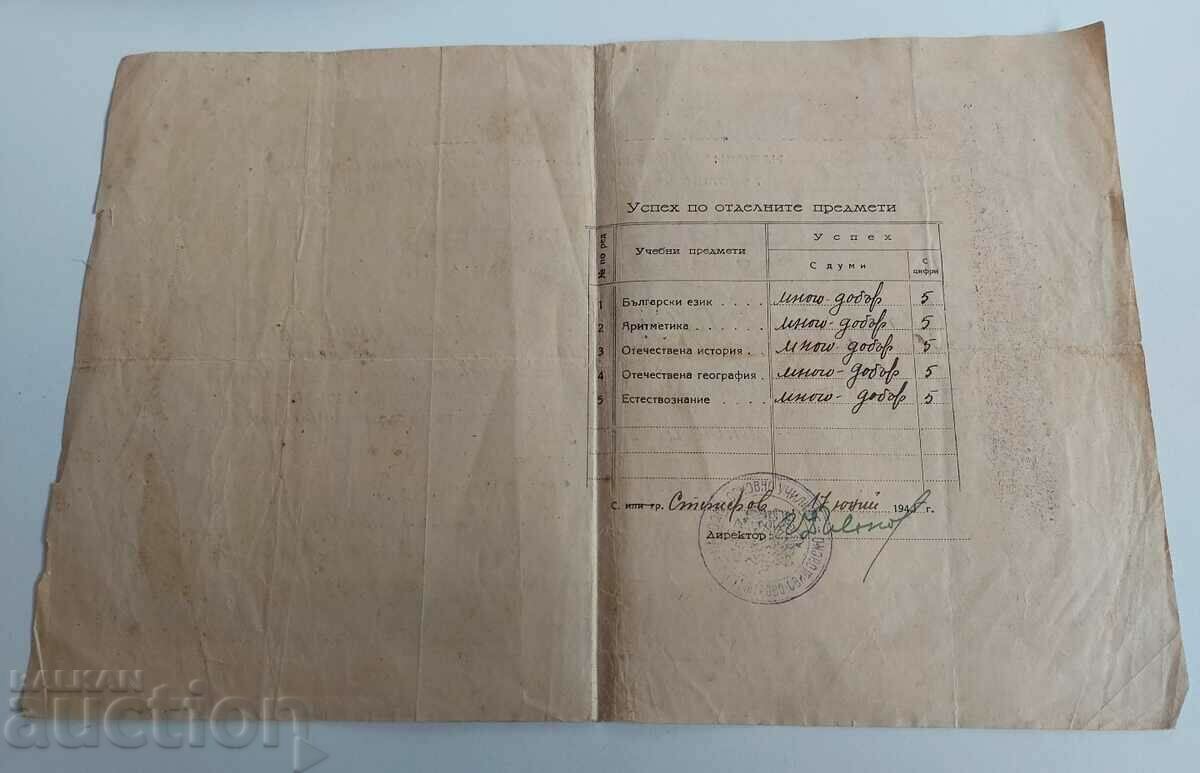 Успех по отделните предмети
№ по ред Учебни предмети Успех
С думи С цифри
1 Български език . . . . много добър 5
2 Аритметика . . . . . . . много-добър 5
3 Отечествена история . . много добър 5
4 Отечествена география . много-добър 5
5 Естествознание . . . . много-добър 5
С. или гр. 17 юний 194 г.
Директор
BALKAN
auction